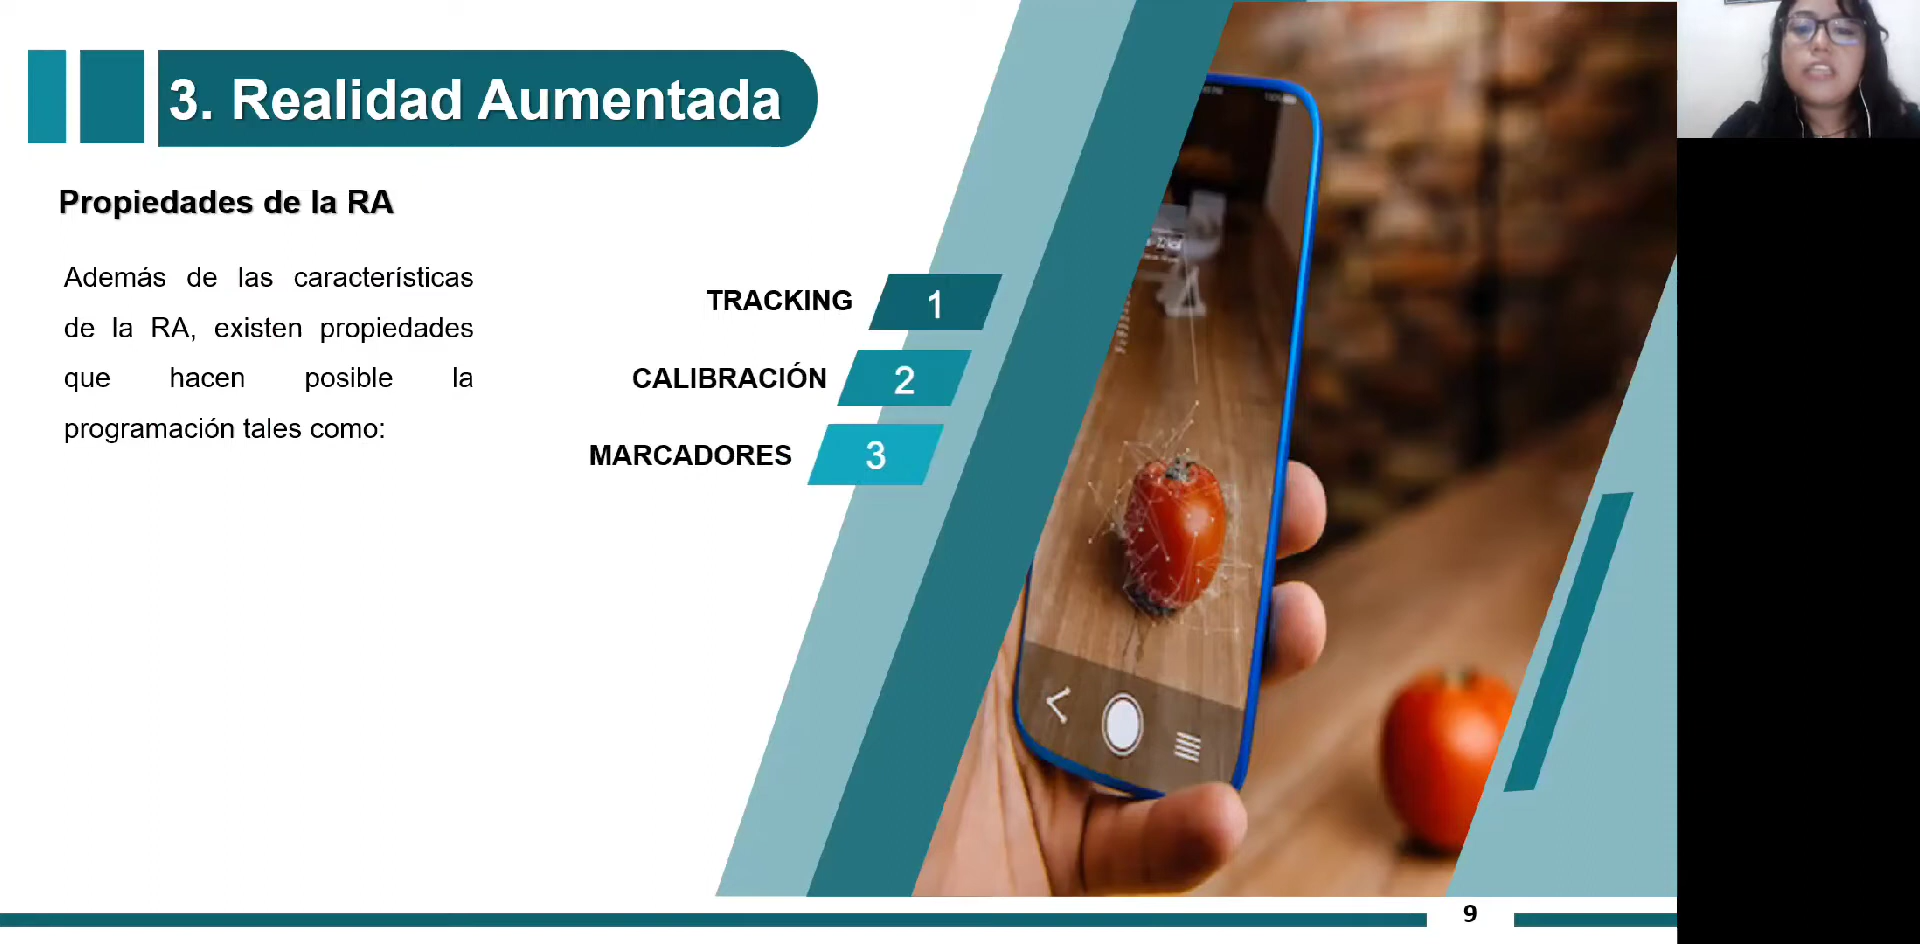 3. Realidad Aumentada
Propiedades de la RA
Además de las características
de la RA, existen propiedades
que hacen posible la
programación tales como:
TRACKING 1
CALIBRACIÓN 2
MARCADORES 3
9